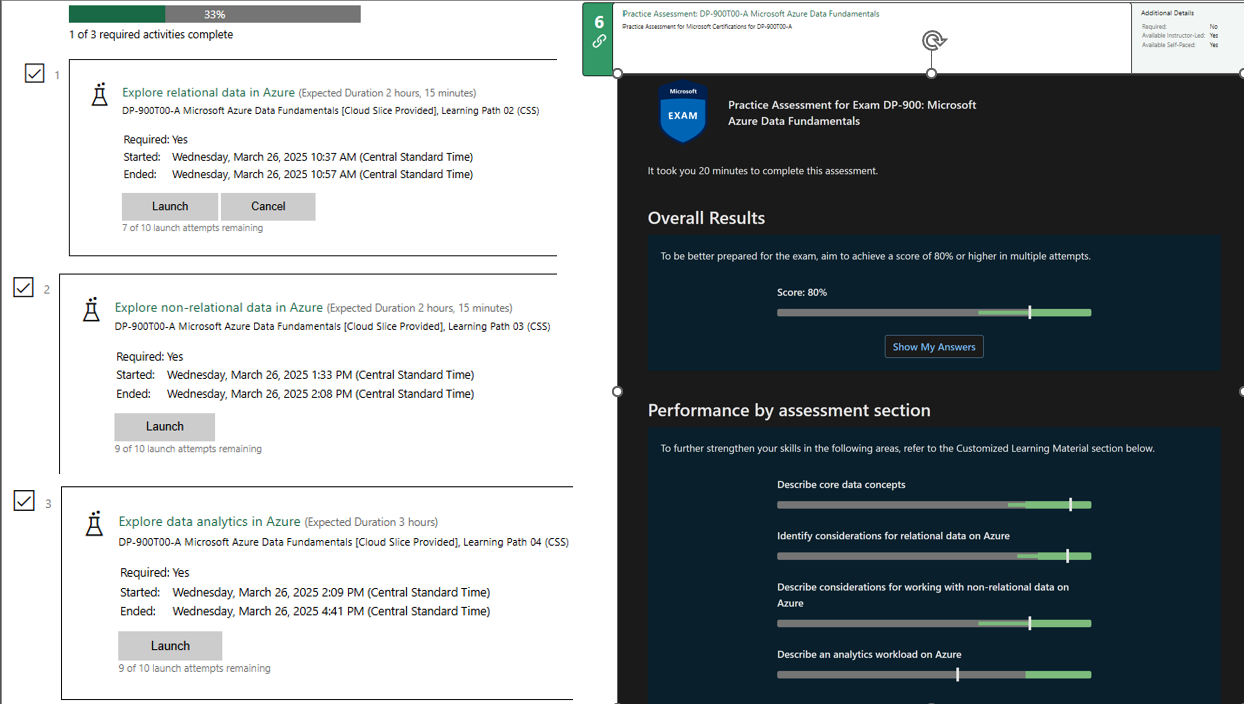 33%
1 of 3 required activities complete
1
Explore relational data in Azure (Expected Duration 2 hours, 15 minutes)
DP-900T00-A Microsoft Azure Data Fundamentals [Cloud Slice Provided], Learning Path 02 (CSS)
Required: Yes
Started: Wednesday, March 26, 2025 10:37 AM (Central Standard Time)
Ended: Wednesday, March 26, 2025 10:57 AM (Central Standard Time)
Launch Cancel
7 of 10 launch attempts remaining
2
Explore non-relational data in Azure (Expected Duration 2 hours, 15 minutes)
DP-900T00-A Microsoft Azure Data Fundamentals [Cloud Slice Provided], Learning Path 03 (CSS)
Required: Yes
Started: Wednesday, March 26, 2025 1:33 PM (Central Standard Time)
Ended: Wednesday, March 26, 2025 2:08 PM (Central Standard Time)
Launch
9 of 10 launch attempts remaining
3
Explore data analytics in Azure (Expected Duration 3 hours)
DP-900T00-A Microsoft Azure Data Fundamentals [Cloud Slice Provided], Learning Path 04 (CSS)
Required: Yes
Started: Wednesday, March 26, 2025 2:09 PM (Central Standard Time)
Ended: Wednesday, March 26, 2025 4:41 PM (Central Standard Time)
Launch
9 of 10 launch attempts remaining
6
Practice Assessment: DP-900T00-A Microsoft Azure Data Fundamentals
Practice Assessment for Microsoft Certifications for DP-900T00-A
Additional Details
Required: No
Available Instructor-Led: Yes
Available Self-Paced: Yes
Microsoft
EXAM
Practice Assessment for Exam DP-900: Microsoft
Azure Data Fundamentals
It took you 20 minutes to complete this assessment.
Overall Results
To be better prepared for the exam, aim to achieve a score of 80% or higher in multiple attempts.
Score: 80%
Show My Answers
Performance by assessment section
To further strengthen your skills in the following areas, refer to the Customized Learning Material section below.
Describe core data concepts
Identify considerations for relational data on Azure
Describe considerations for working with non-relational data on
Azure
Describe an analytics workload on Azure